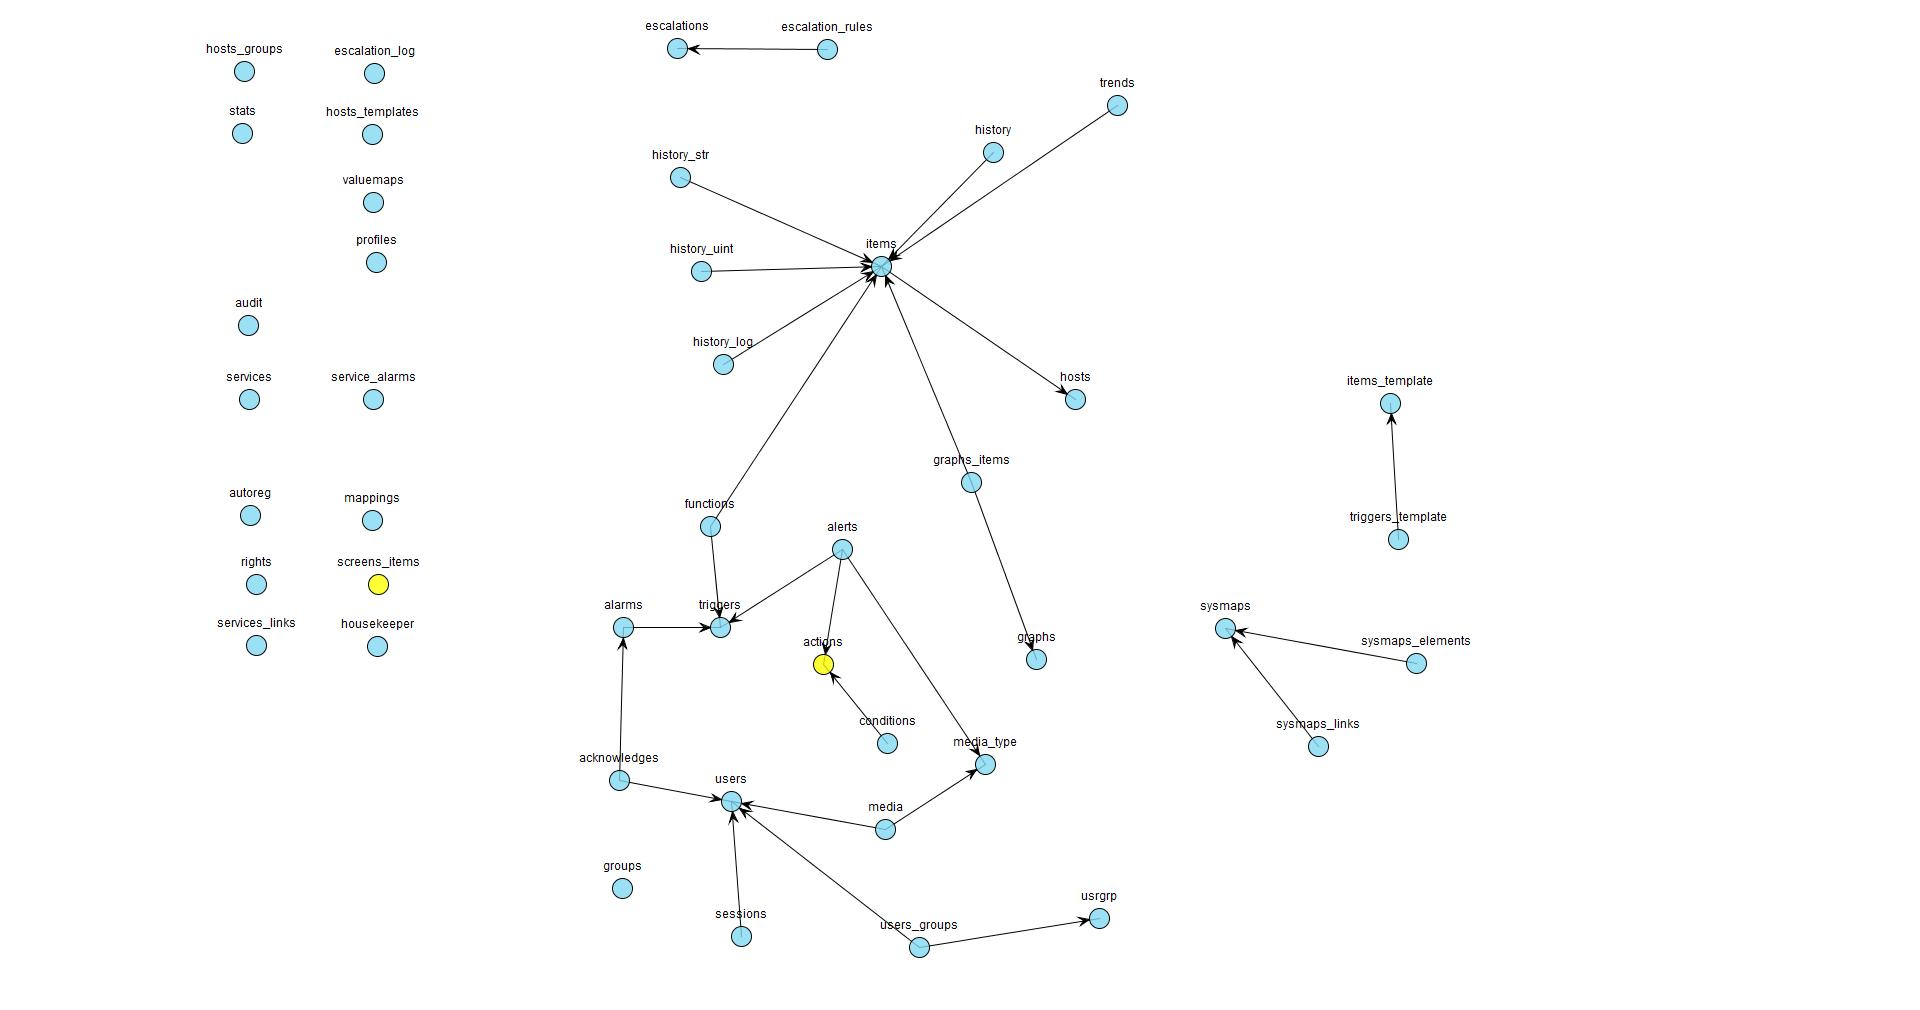 escalations
escalation_rules
hosts_groups
escalation_log
trends
stats
hosts_templates
history
history_str
valuemaps
profiles
items
history_uint
audit
history_log
services
service_alarms
hosts
items_template
graphs_items
autoreg
mappings
functions
triggers_template
alerts
rights
screens_items
alarms
triggers
sysmaps
services_links
housekeeper
actions
graphs
sysmaps_elements
conditions
sysmaps_links
media_type
acknowledges
users
media
groups
usrgrp
sessions
users_groups